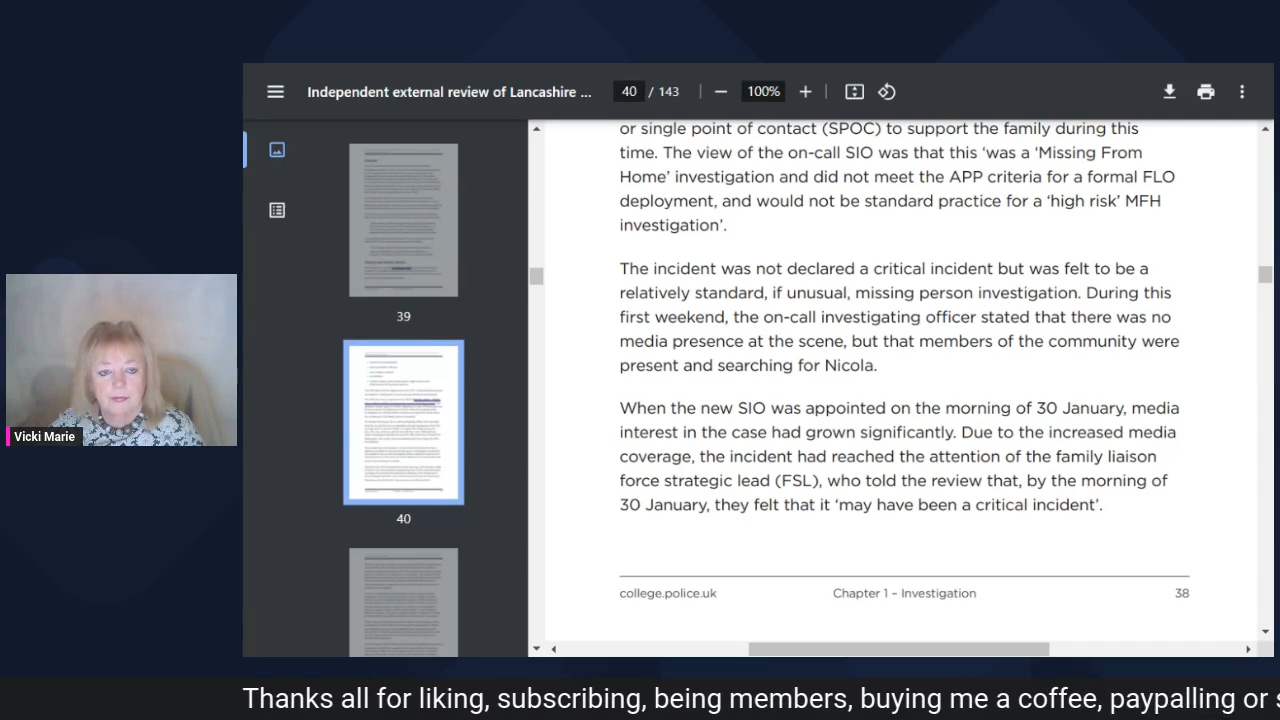 Independent external review of Lancashire ...
40 / 143
100%
or single point of contact (SPOC) to support the family during this
time. The view of the on-call SIO was that this ‘was a ‘Missing From
Home’ investigation and did not meet the APP criteria for a formal FLO
deployment, and would not be standard practice for a ‘high risk’ MFH
investigation’.
The incident was not declared a critical incident but was felt to be a
relatively standard, if unusual, missing person investigation. During this
first weekend, the on-call investigating officer stated that there was no
media presence at the scene, but that members of the community were
present and searching for Nicola.
When the new SIO was appointed on the morning of 30 January, media
interest in the case had grown significantly. Due to the increased media
coverage, the incident had reached the attention of the family liaison
force strategic lead (FSL), who told the review that, by the morning of
30 January, they felt that it ‘may have been a critical incident’.
college.police.uk
Chapter 1 – Investigation
38
39
40
Vicki Marie
Thanks all for liking, subscribing, being members, buying me a coffee, paypalling or s